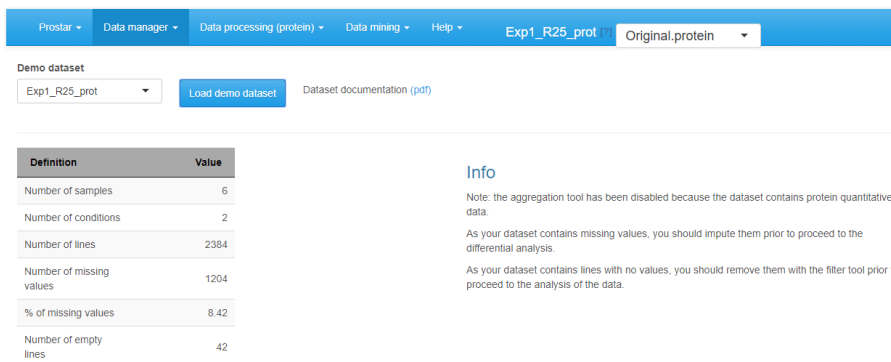 Prostar Data manager Data processing (protein) Data mining Help Exp1_R25_prot [?] Original.protein
Demo dataset
Exp1_R25_prot Load demo dataset Dataset documentation (pdf)
Definition Value
Number of samples 6
Number of conditions 2
Number of lines 2384
Number of missing
values 1204
% of missing values 8.42
Number of empty
lines 42
Info
Note: the aggregation tool has been disabled because the dataset contains protein quantitative
data.
As your dataset contains missing values, you should impute them prior to proceed to the
differential analysis.
As your dataset contains lines with no values, you should remove them with the filter tool prior
proceed to the analysis of the data.